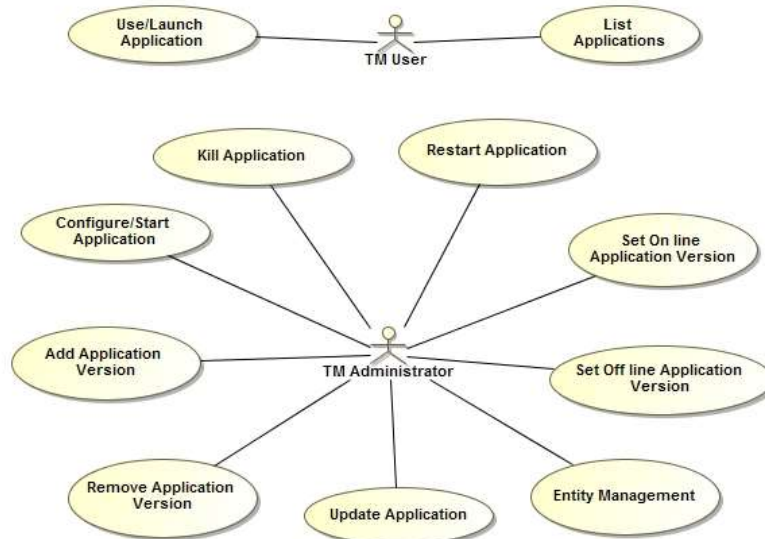 Use/Launch
Application
List
Applications
TM User
Kill Application
Restart Application
Configure/Start
Application
Set On line
Application Version
Add Application
Version
TM Administrator
Set Off line Application
Version
Remove Application
Version
Update Application
Entity Management